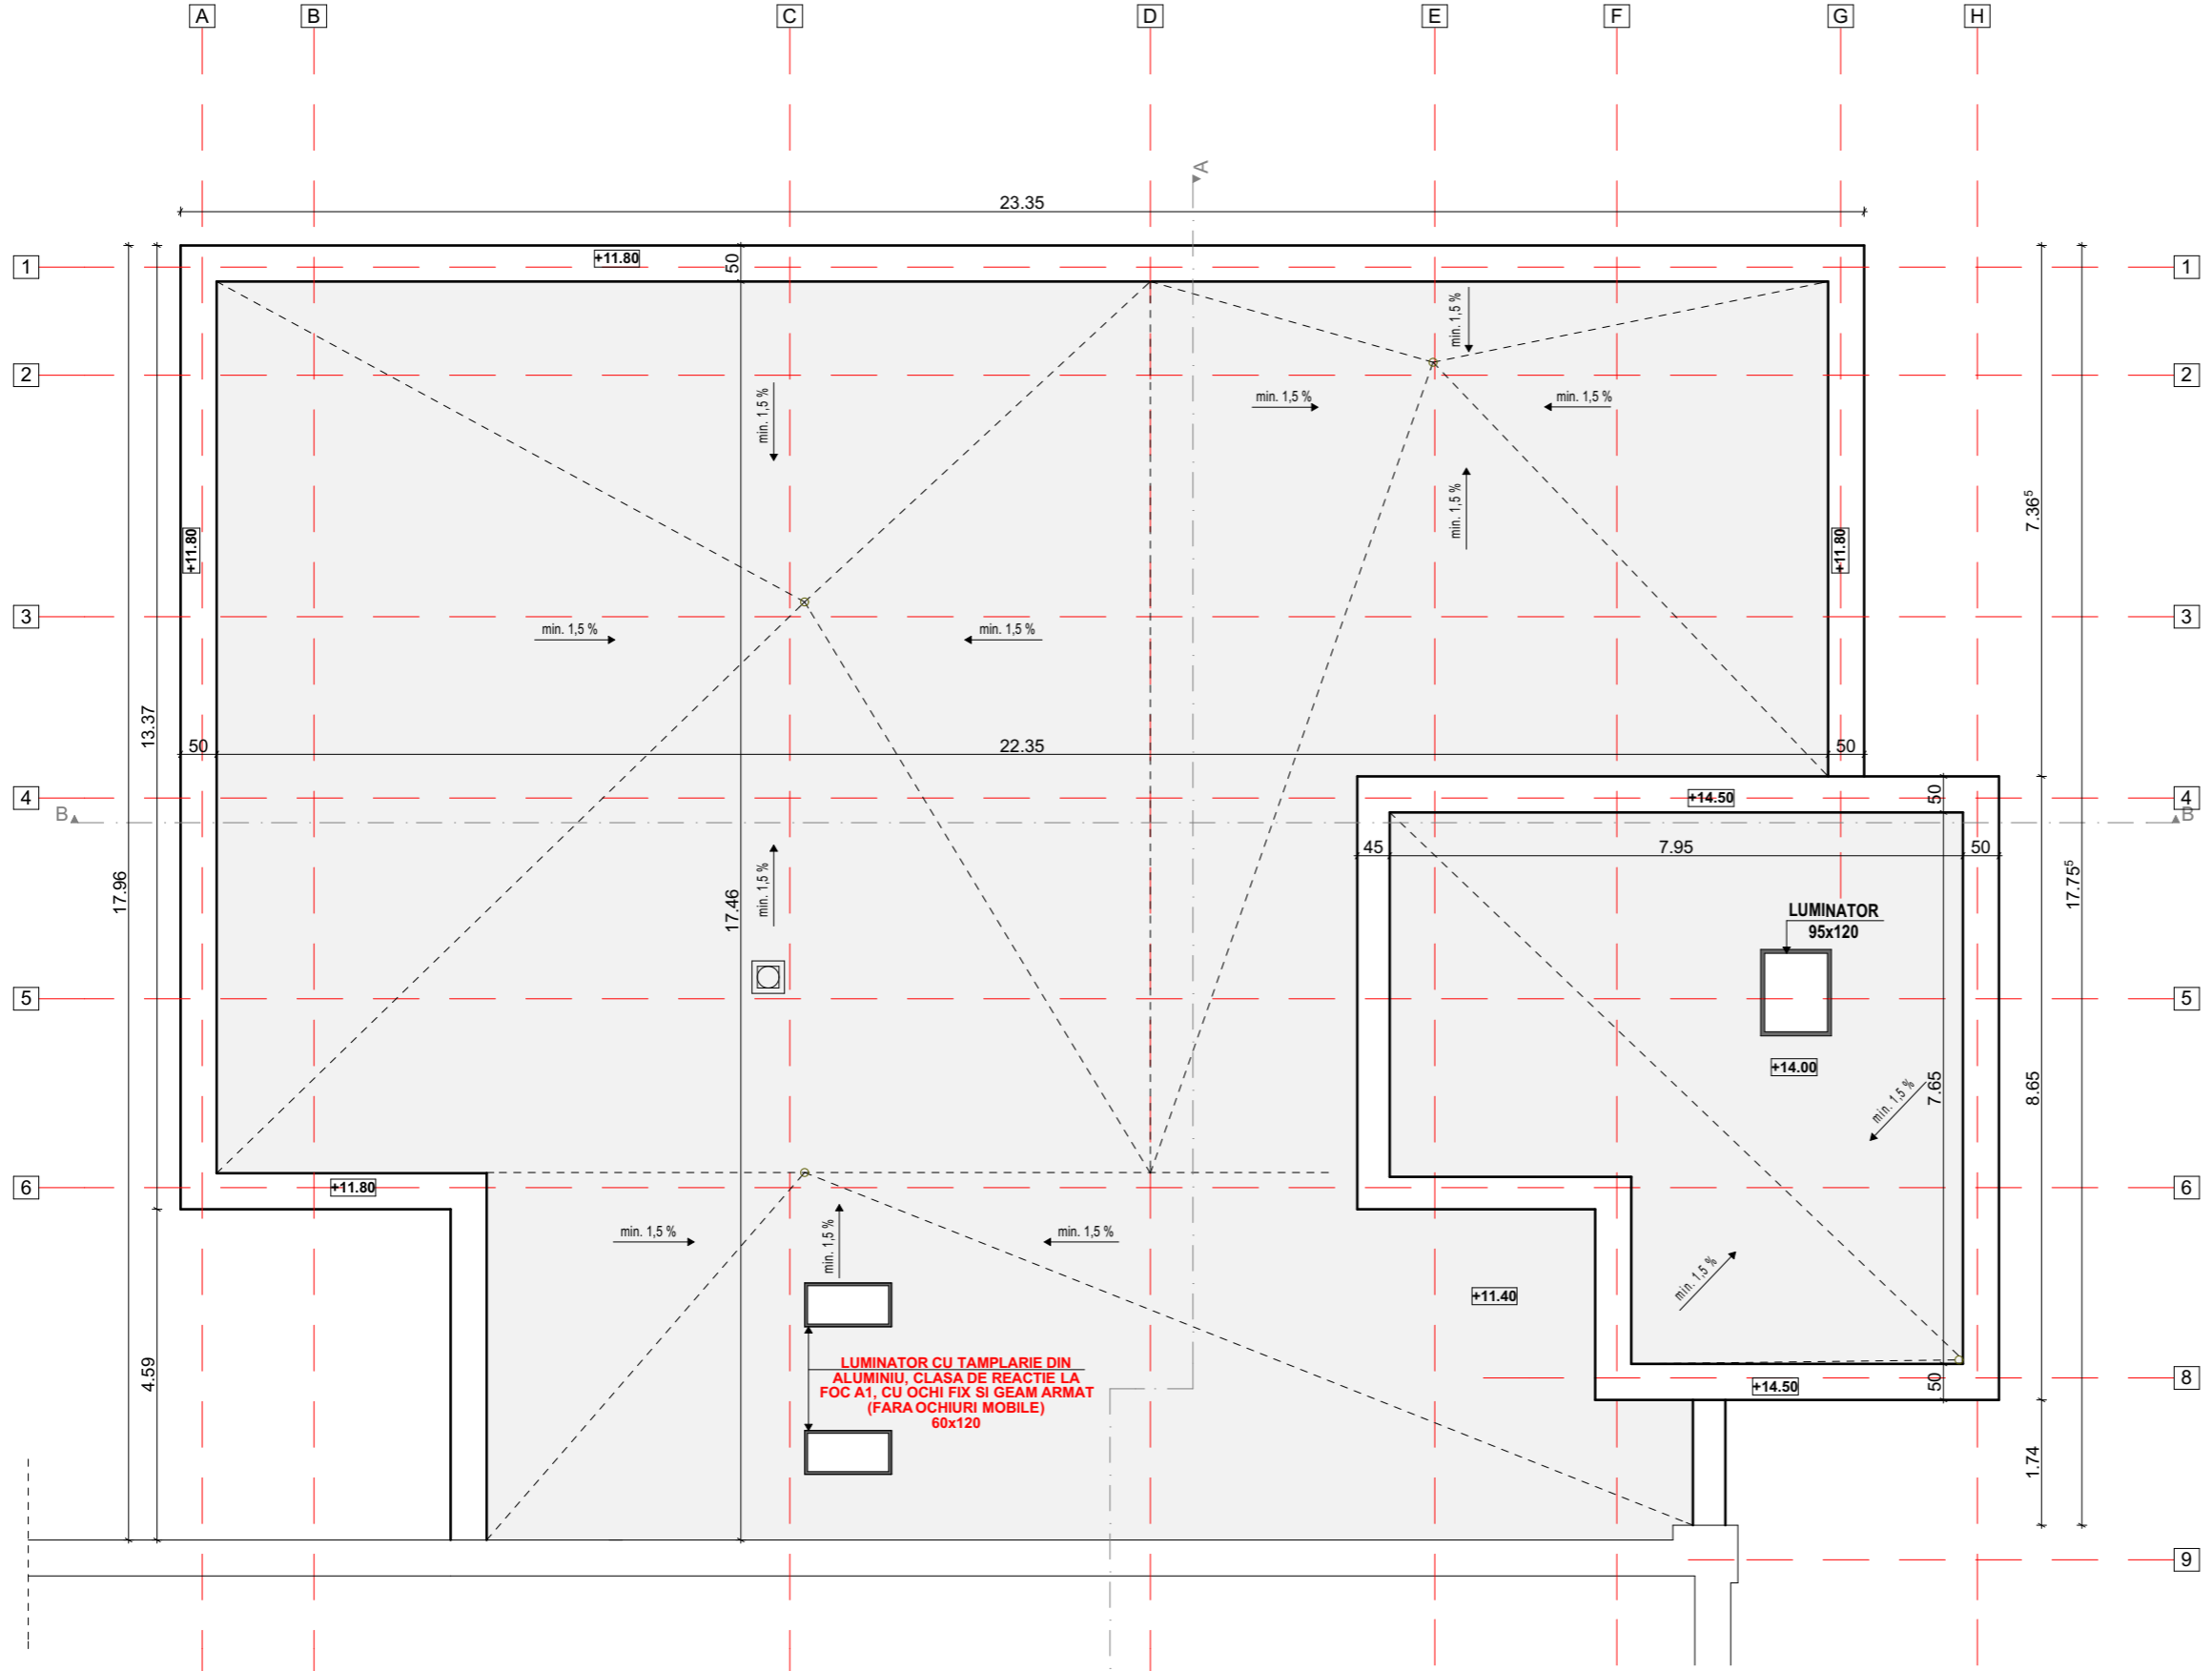 A B C D E F G H
A
23.35
1 +11.80 50 1
min. 1,5 %
2 2
min. 1,5 % min. 1,5 % min. 1,5 %
min. 1,5 %
7.36⁵
+11.80 +11.80
3 3
min. 1,5 % min. 1,5 %
13.37
50 22.35 50
4 +14.50 50 4
B B
45 7.95 50
17.96 17.46 min. 1,5 % 17.75⁵
LUMINATOR
95x120
5 5
+14.00
min. 1,5 % 7.65 8.65
6 +11.80 6
min. 1,5 % min. 1,5 % min. 1,5 %
min. 1,5 %
+11.40
4.59
LUMINATOR CU TAMPLARIE DIN
ALUMINIU, CLASA DE REACTIE LA
FOC A1, CU OCHI FIX SI GEAM ARMAT
(FARA OCHIURI MOBILE)
60x120
+14.50 50 8
1.74
9